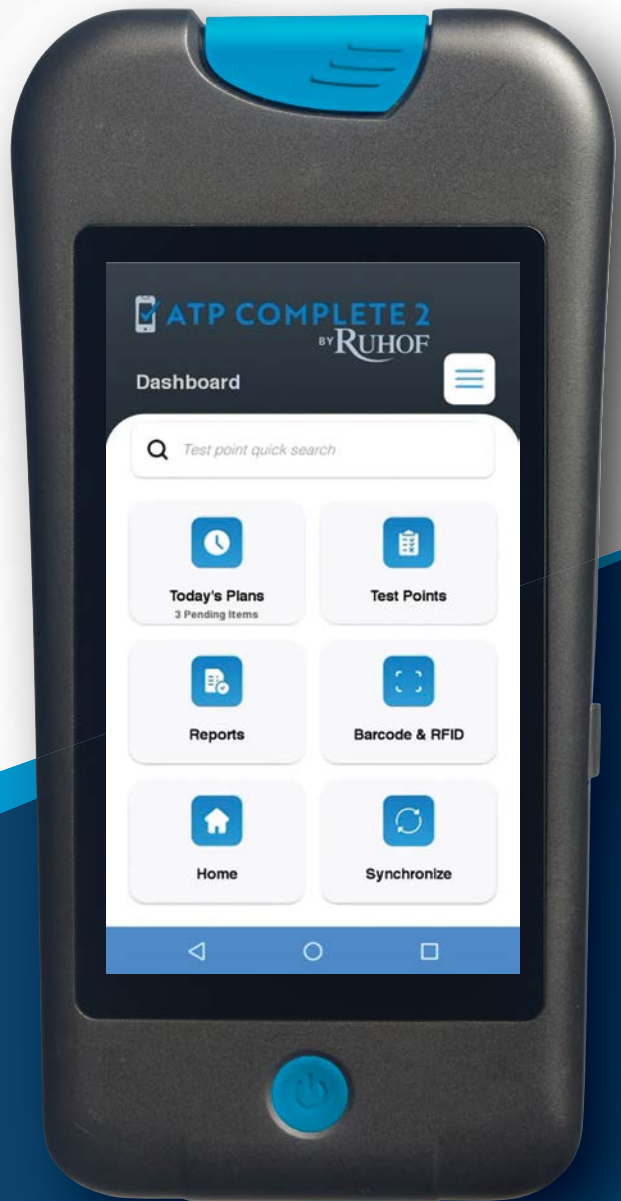 ATP COMPLETE 2
BY RUHOF
Dashboard
Test point quick search
Today's Plans
3 Pending Items
Test Points
Reports
Barcode & RFID
Home
Synchronize